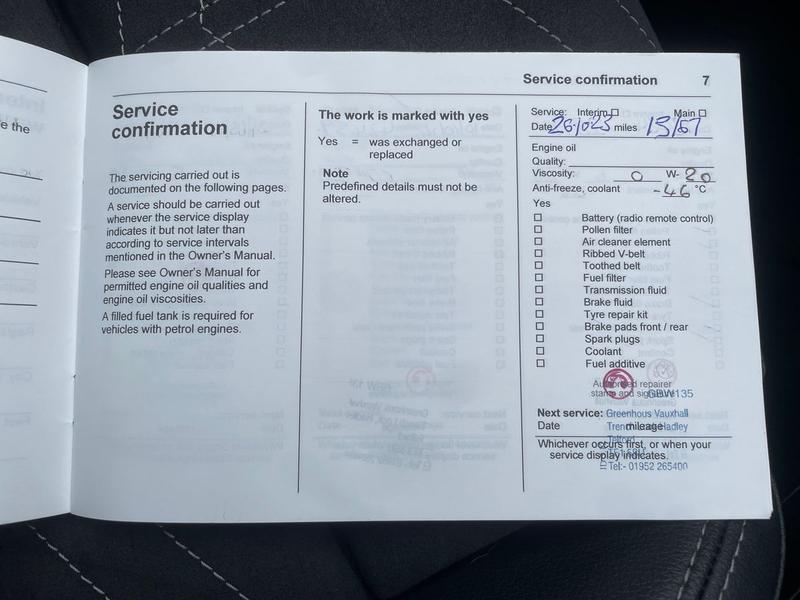 e the
Service confirmation 7
Service
confirmation
The servicing carried out is
documented on the following pages.
A service should be carried out
whenever the service display
indicates it but not later than
according to service intervals
mentioned in the Owner's Manual.
Please see Owner's Manual for
permitted engine oil qualities and
engine oil viscosities.
A filled fuel tank is required for
vehicles with petrol engines.
The work is marked with yes
Yes = was exchanged or
replaced
Note
Predefined details must not be
altered.
Service: Interim Main
Date 26.10.23 miles
Engine oil
Quality:
Viscosity: 0 W- 20
Anti-freeze, coolant -46 °C
Yes
Battery (radio remote control)
Pollen filter
Air cleaner element
Ribbed V-belt
Toothed belt
Fuel filter
Transmission fluid
Brake fluid
Tyre repair kit
Brake pads front / rear
Spark plugs
Coolant
Fuel additive
Authorised repairer
stamp and signature
GBW135
Next service: Greenhous Vauxhall
Date mileage
Trench Hadley
Telford
Whichever occurs first, or when your
service display indicates.
Tel:- 01952 265400